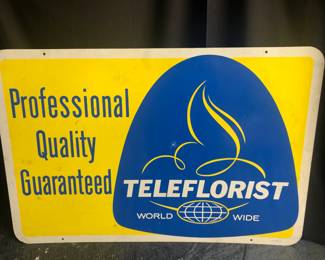 Professional
Quality
Guaranteed
TELEFLORIST
WORLD WIDE